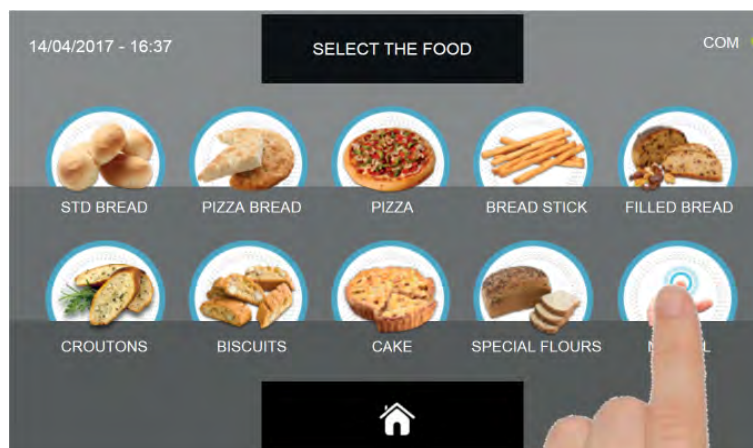 14/04/2017 - 16:37
SELECT THE FOOD
COM
STD BREAD
PIZZA BREAD
PIZZA
BREAD STICK
FILLED BREAD
CROUTONS
BISCUITS
CAKE
SPECIAL FLOURS